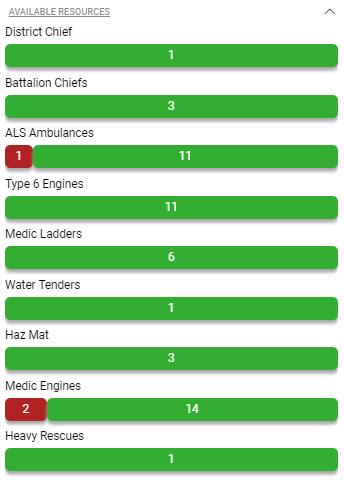 AVAILABLE RESOURCES
District Chief
1
Battalion Chiefs
3
ALS Ambulances
1 11
Type 6 Engines
11
Medic Ladders
6
Water Tenders
1
Haz Mat
3
Medic Engines
2 14
Heavy Rescues
1